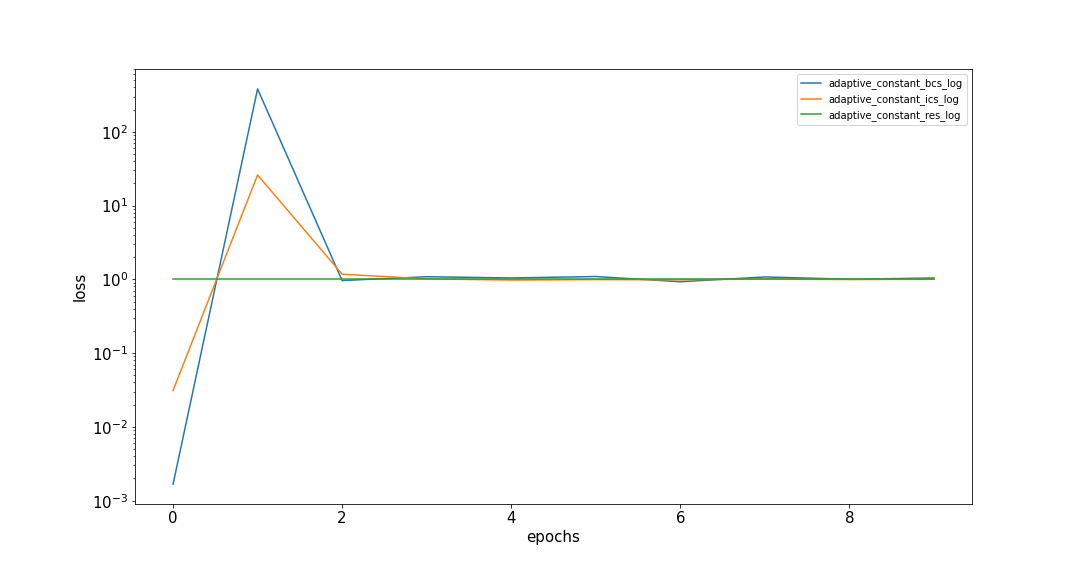 adaptive_constant_bcs_log
adaptive_constant_ics_log
adaptive_constant_res_log
10²
10¹
10⁰
10⁻¹
10⁻²
10⁻³
loss
0 2 4 6 8
epochs